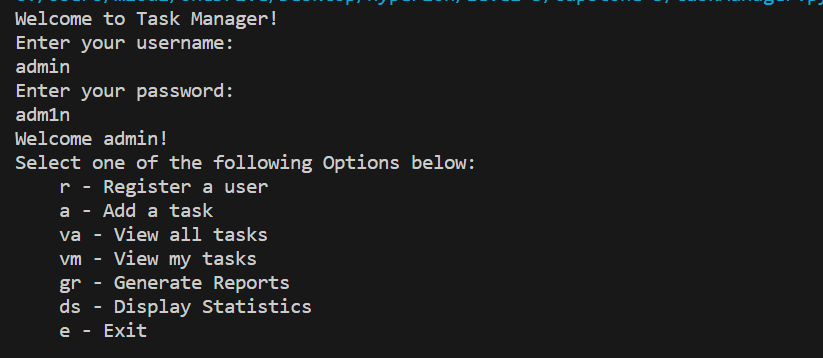 Welcome to Task Manager!
Enter your username:
admin
Enter your password:
adm1n
Welcome admin!
Select one of the following Options below:
r - Register a user
a - Add a task
va - View all tasks
vm - View my tasks
gr - Generate Reports
ds - Display Statistics
e - Exit